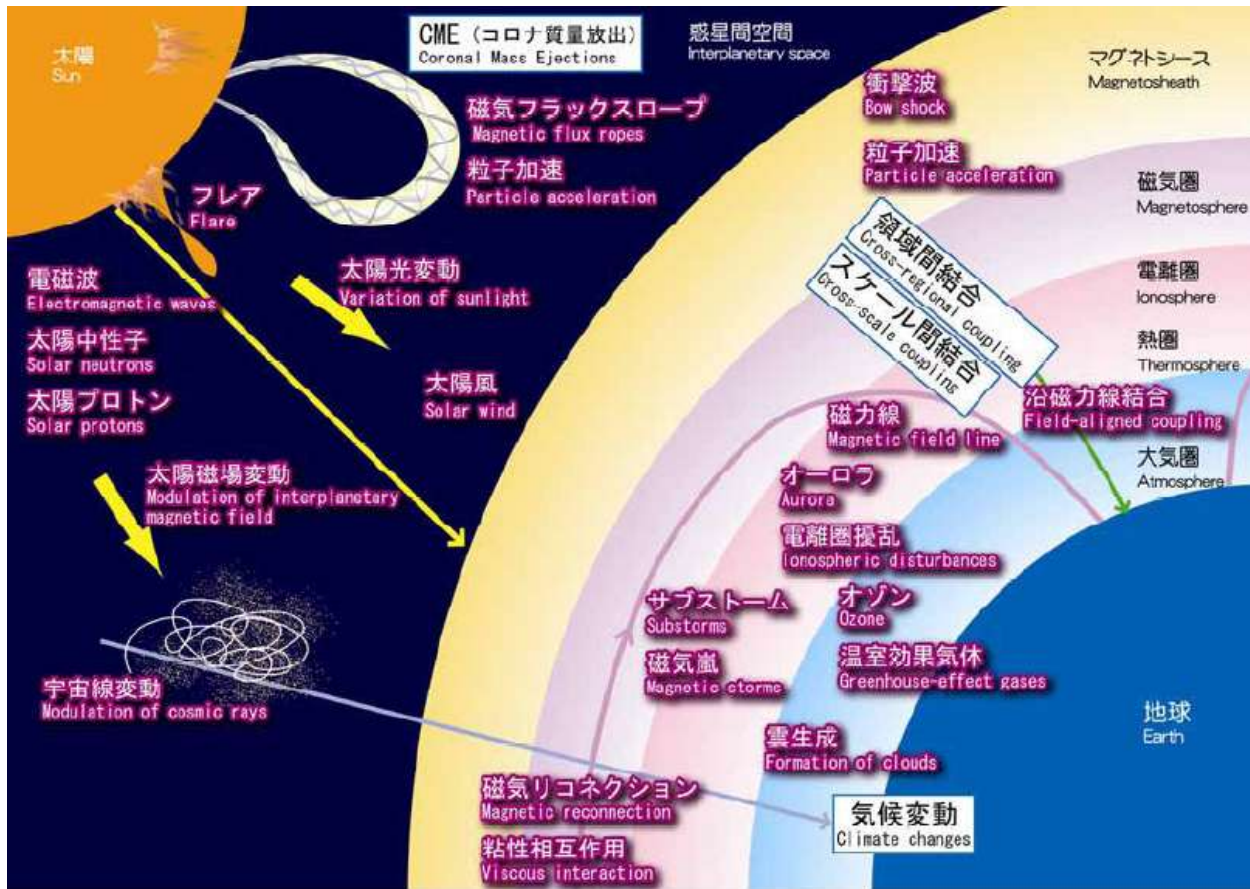 太陽
Sun
CME (コロナ質量放出)
Coronal Mass Ejections
惑星間空間
Interplanetary space
マグネトシース
Magnetosheath
衝撃波
Bow shock
磁気フラックスロープ
Magnetic flux ropes
粒子加速
Particle acceleration
粒子加速
Particle acceleration
磁気圏
Magnetosphere
フレア
Flare
領域間結合
Cross-regional coupling
スケール間結合
Cross-scale couplins
電離圏
Ionosphere
電磁波
Electromagnetic waves
太陽光変動
Variation of sunlight
熱圏
Thermosphere
太陽中性子
Solar neutrons
太陽風
Solar wind
太陽プロトン
Solar protons
沿磁力線結合
Field-aligned coupling
磁力線
Magnetic field line
大気圏
Atmosphere
太陽磁場変動
Modulation of interplanetary
magnetic field
オーロラ
Aurora
電離圏擾乱
Ionospheric disturbances
サブストーム
Substorms
オゾン
Ozone
磁気嵐
Magnetic storms
温室効果気体
Greenhouse-effect gases
宇宙線変動
Modulation of cosmic rays
地球
Earth
雲生成
Formation of clouds
磁気リコネクション
Magnetic reconnection
気候変動
Climate changes
粘性相互作用
Viscous interaction